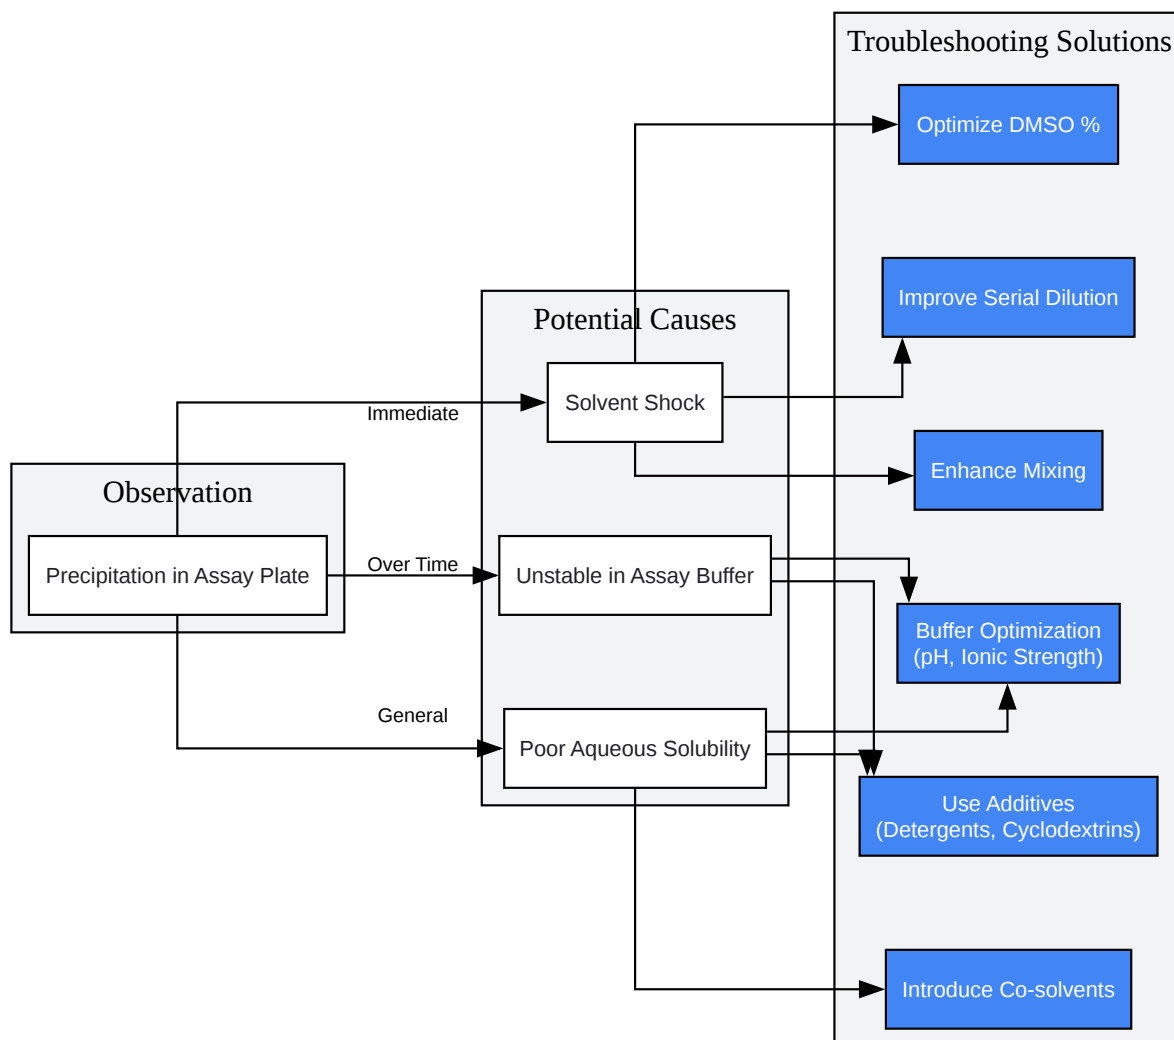 Troubleshooting Solutions
Optimize DMSO %
Improve Serial Dilution
Potential Causes
Solvent Shock
Immediate
Enhance Mixing
Observation
Precipitation in Assay Plate
Over Time
Unstable in Assay Buffer
Buffer Optimization
(pH, Ionic Strength)
General
Poor Aqueous Solubility
Use Additives
(Detergents, Cyclodextrins)
Introduce Co-solvents